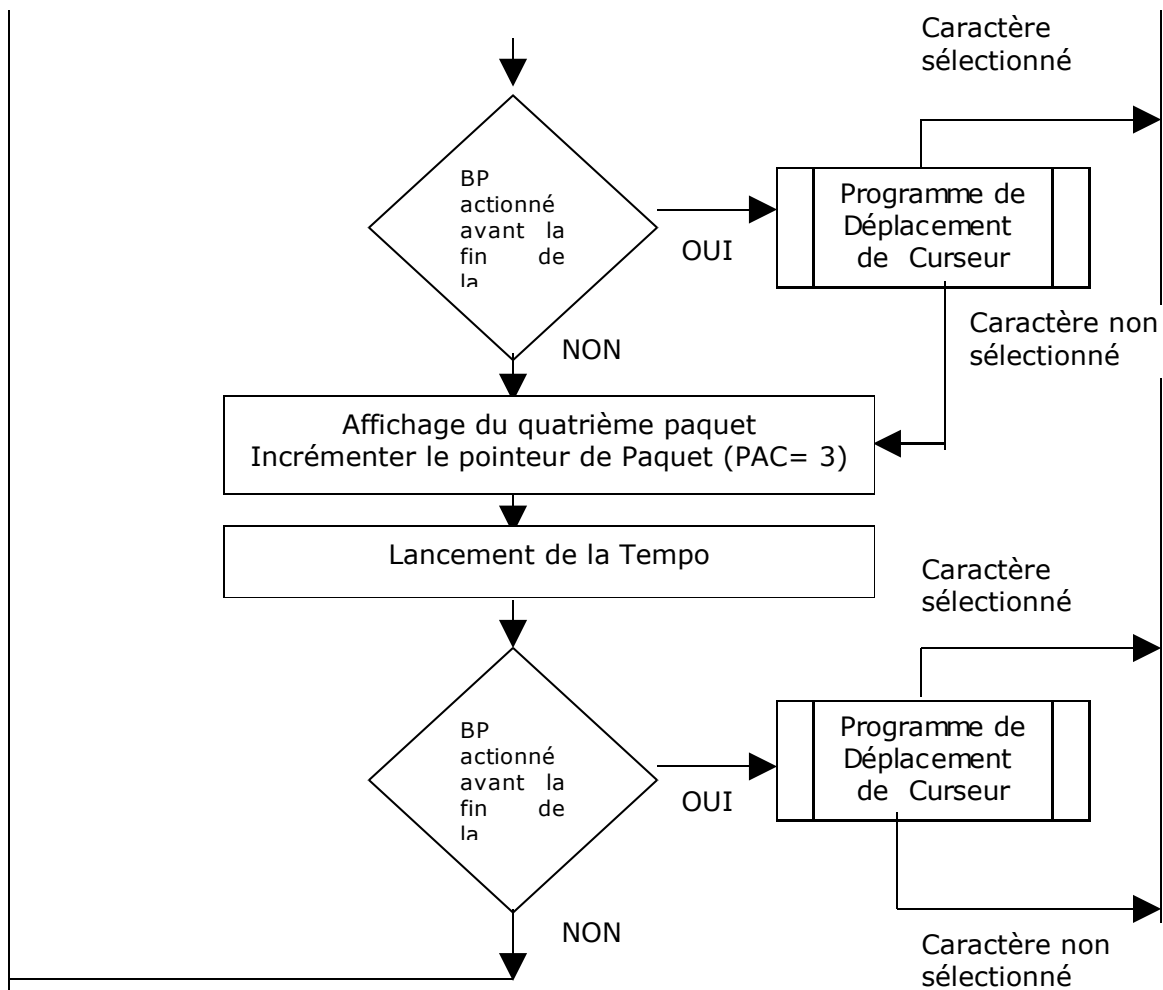 Caractère
sélectionné
BP
actionné
avant la
fin de
la
Programme de
Déplacement
de Curseur
OUI
Caractère non
sélectionné
NON
Affichage du quatrième paquet
Incrémenter le pointeur de Paquet (PAC= 3)
Lancement de la Tempo
Caractère
sélectionné
BP
actionné
avant la
fin de
la
Programme de
Déplacement
de Curseur
OUI
NON
Caractère non
sélectionné